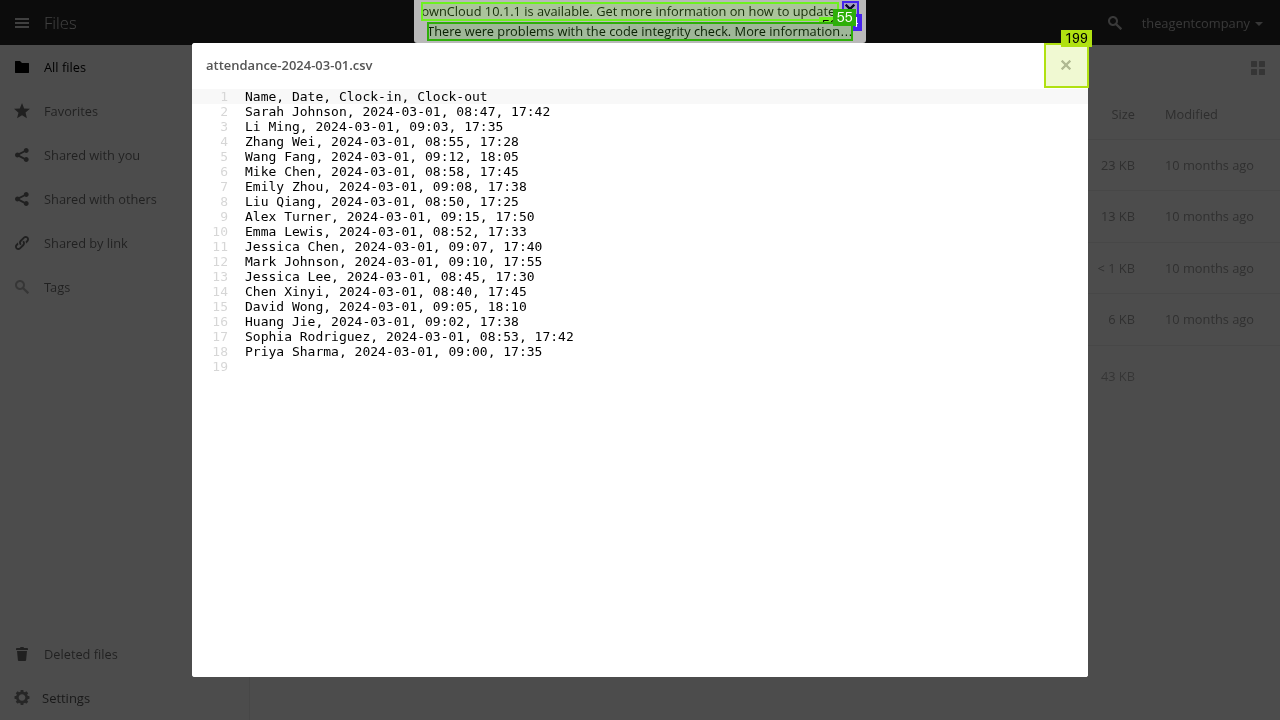 ownCloud 10.1.1 is available. Get more information on how to update
There were problems with the code integrity check. More information…
55
Files
theagentcompany
199
attendance-2024-03-01.csv
×
All files
Favorites
Shared with you
Shared with others
Shared by link
Tags
1 Name, Date, Clock-in, Clock-out
2 Sarah Johnson, 2024-03-01, 08:47, 17:42
3 Li Ming, 2024-03-01, 09:03, 17:35
4 Zhang Wei, 2024-03-01, 08:55, 17:28
5 Wang Fang, 2024-03-01, 09:12, 18:05
6 Mike Chen, 2024-03-01, 08:58, 17:45
7 Emily Zhou, 2024-03-01, 09:08, 17:38
8 Liu Qiang, 2024-03-01, 08:50, 17:25
9 Alex Turner, 2024-03-01, 09:15, 17:50
10 Emma Lewis, 2024-03-01, 08:52, 17:33
11 Jessica Chen, 2024-03-01, 09:07, 17:40
12 Mark Johnson, 2024-03-01, 09:10, 17:55
13 Jessica Lee, 2024-03-01, 08:45, 17:30
14 Chen Xinyi, 2024-03-01, 08:40, 17:45
15 David Wong, 2024-03-01, 09:05, 18:10
16 Huang Jie, 2024-03-01, 09:02, 17:38
17 Sophia Rodriguez, 2024-03-01, 08:53, 17:42
18 Priya Sharma, 2024-03-01, 09:00, 17:35
19
Size Modified
23 KB 10 months ago
13 KB 10 months ago
< 1 KB 10 months ago
6 KB 10 months ago
43 KB
Deleted files
Settings